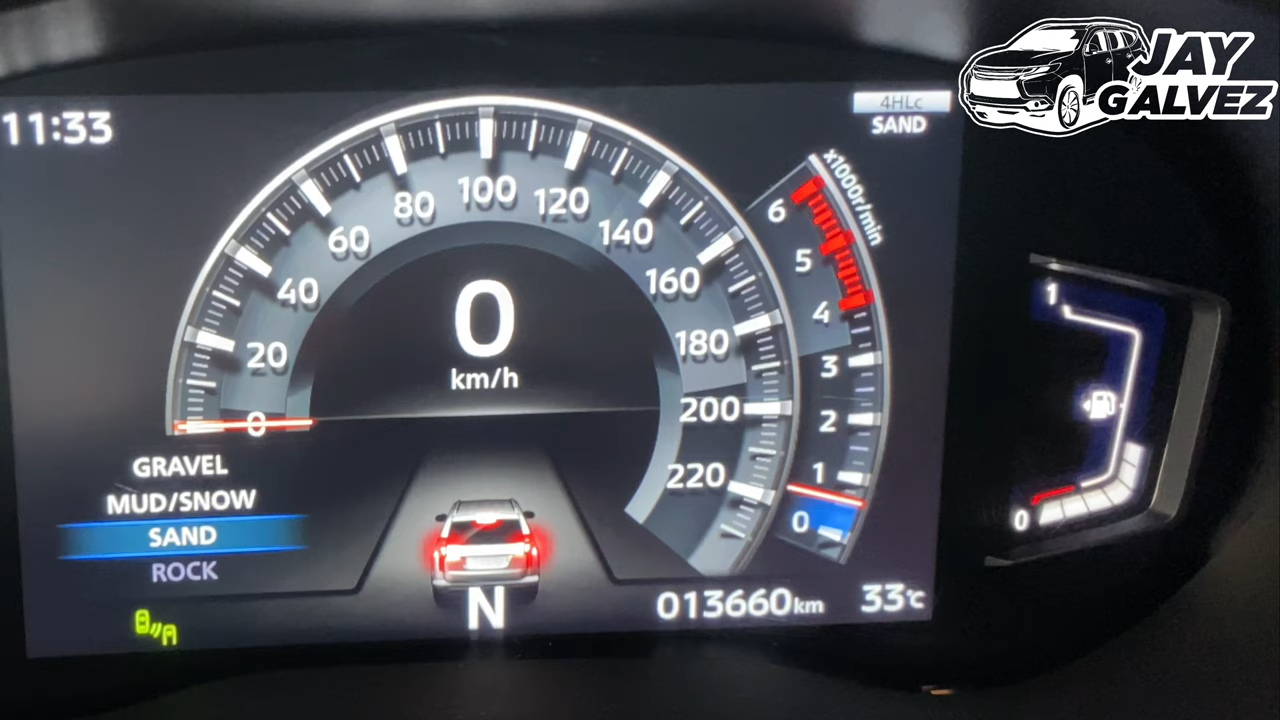 11:33
4HLc
SAND
JAY
GALVEZ
0
20
40
60
80
100
120
140
160
180
200
220
x1000r/min
6
5
4
3
2
1
0
0
km/h
1
0
GRAVEL
MUD/SNOW
SAND
ROCK
N
013660km
33°C